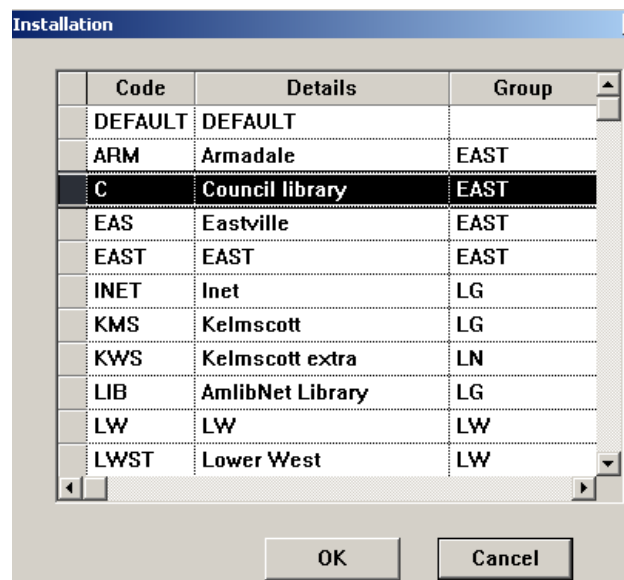 Installation
Code Details Group
DEFAULT DEFAULT
ARM Armadale EAST
C Council library EAST
EAS Eastville EAST
EAST EAST EAST
INET Inet LG
KMS Kelmscott LG
KWS Kelmscott extra LN
LIB AmlibNet Library LG
LW LW LW
LWST Lower West LW
OK Cancel